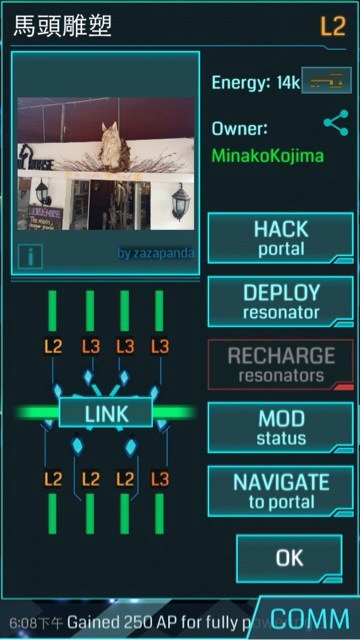 馬頭雕塑
L2
Energy: 14k
Owner:
MinakoKojima
HORSE
i
by zazapanda
HACK
portal
DEPLOY
resonator
RECHARGE
resonators
MOD
status
NAVIGATE
to portal
OK
L2 L3 L3 L3
LINK
L2 L2 L2 L3
6:08下午 Gained 250 AP for fully
COMM